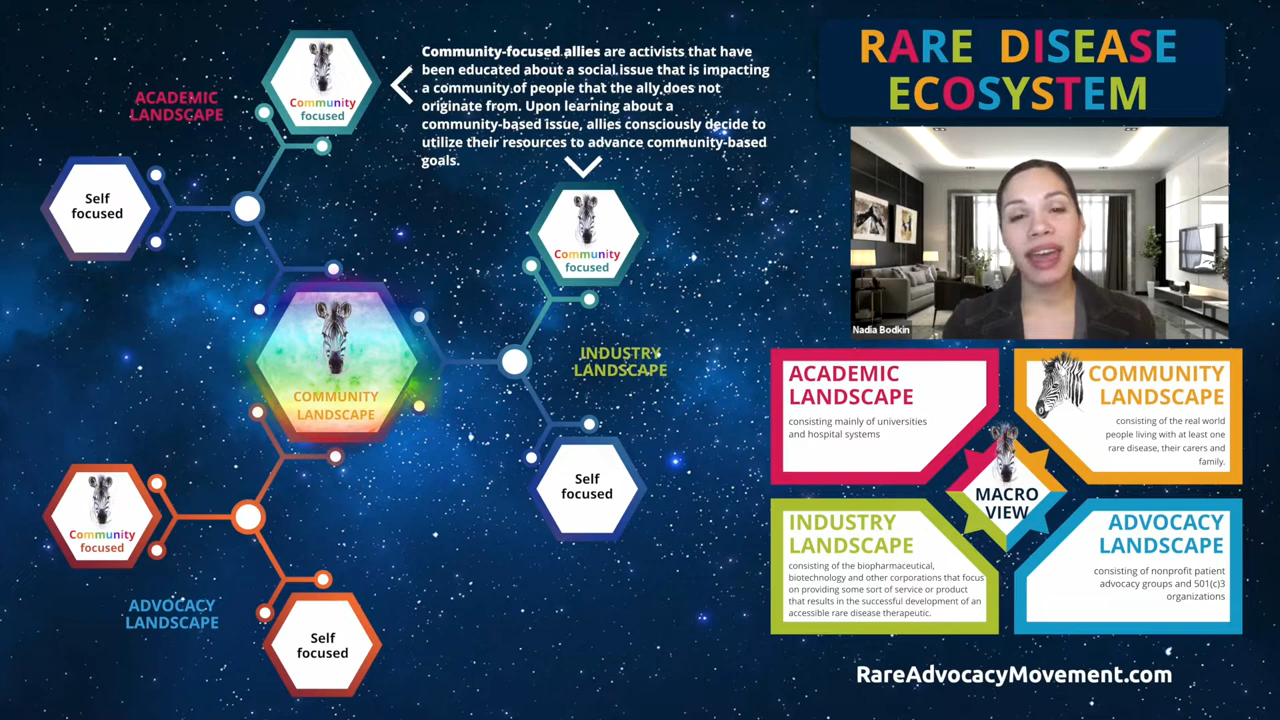 RARE DISEASE
ECOSYSTEM
Community
focused
Community-focused allies are activists that have
been educated about a social issue that is impacting
a community of people that the ally does not
originate from. Upon learning about a
community-based issue, allies consciously decide to
utilize their resources to advance community-based
goals.
ACADEMIC
LANDSCAPE
Self
focused
Community
focused
COMMUNITY
LANDSCAPE
INDUSTRY
LANDSCAPE
Self
focused
Community
focused
ADVOCACY
LANDSCAPE
Self
focused
Nadia Bodkin
ACADEMIC
LANDSCAPE
consisting mainly of universities
and hospital systems
COMMUNITY
LANDSCAPE
consisting of the real world
people living with at least one
rare disease, their carers and
family.
MACRO
VIEW
INDUSTRY
LANDSCAPE
consisting of the biopharmaceutical,
biotechnology and other corporations that focus
on providing some sort of service or product
that results in the successful development of an
accessible rare disease therapeutic.
ADVOCACY
LANDSCAPE
consisting of nonprofit patient
advocacy groups and 501(c)3
organizations
RareAdvocacyMovement.com